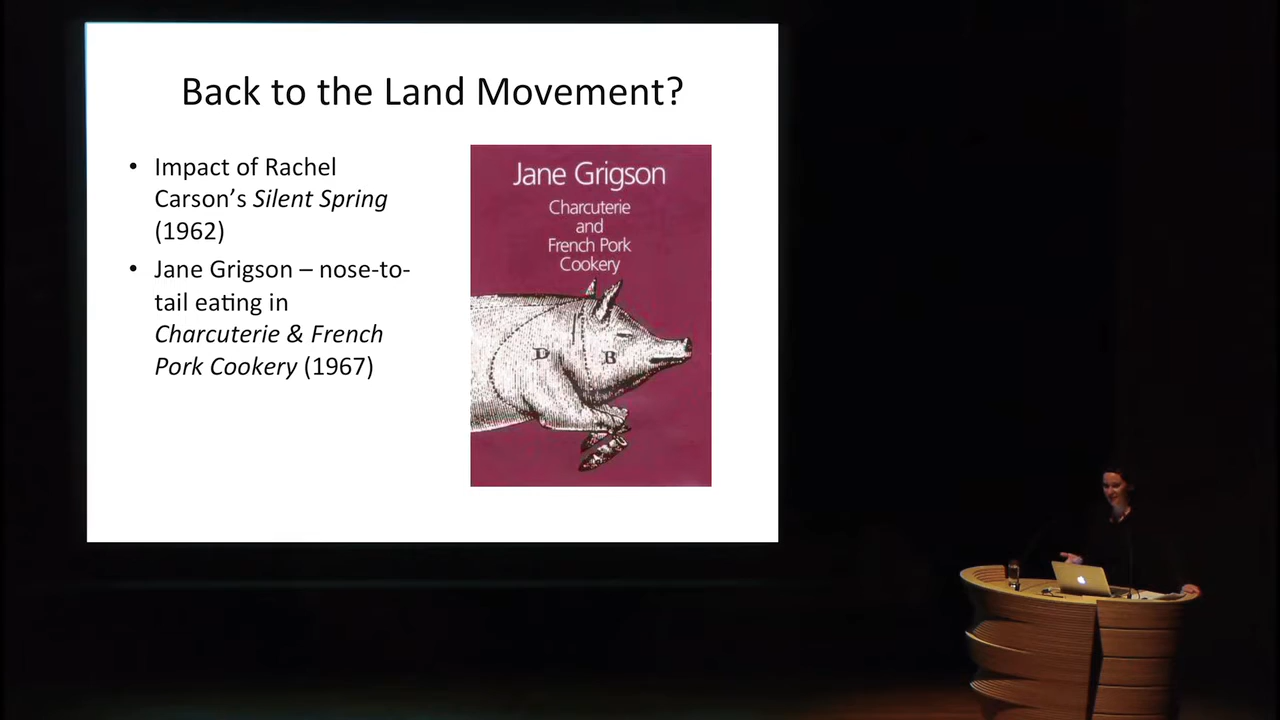 Back to the Land Movement?
• Impact of Rachel
Carson’s Silent Spring
(1962)
• Jane Grigson – nose-to-
tail eating in
Charcuterie & French
Pork Cookery (1967)
Jane Grigson
Charcuterie
and
French Pork
Cookery
D B